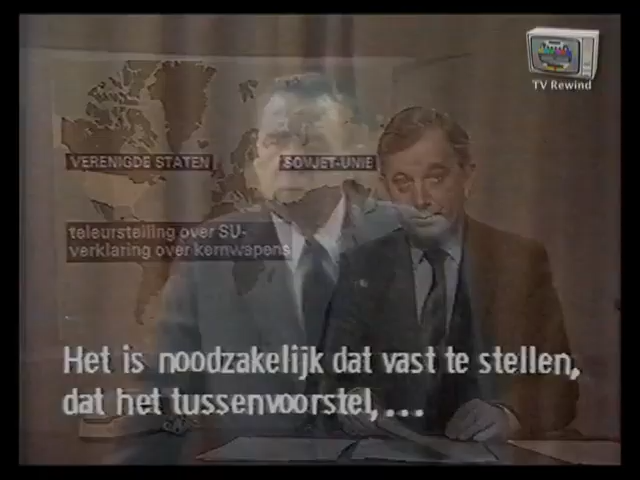 TV Rewind
VERENIGDE STATEN
SOVJET-UNIE
teleurstelling over SU-
verklaring over kernwapens
Het is noodzakelijk dat vast te stellen,
dat het tussenvoorstel,...